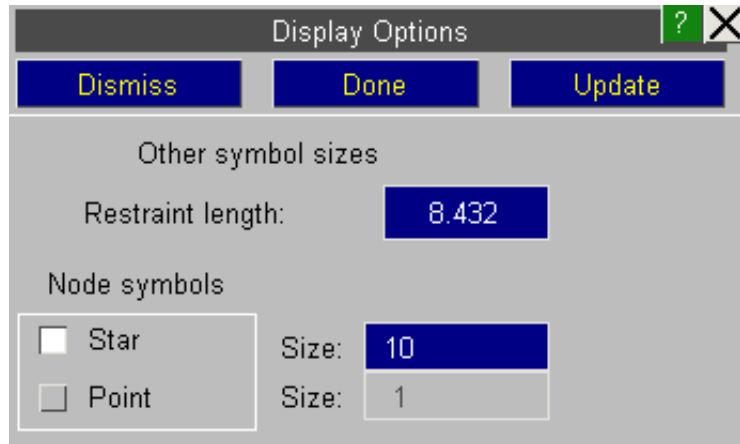 Display Options ?
Dismiss Done Update
Other symbol sizes
Restraint length: 8.432
Node symbols
Star Size: 10
Point Size: 1